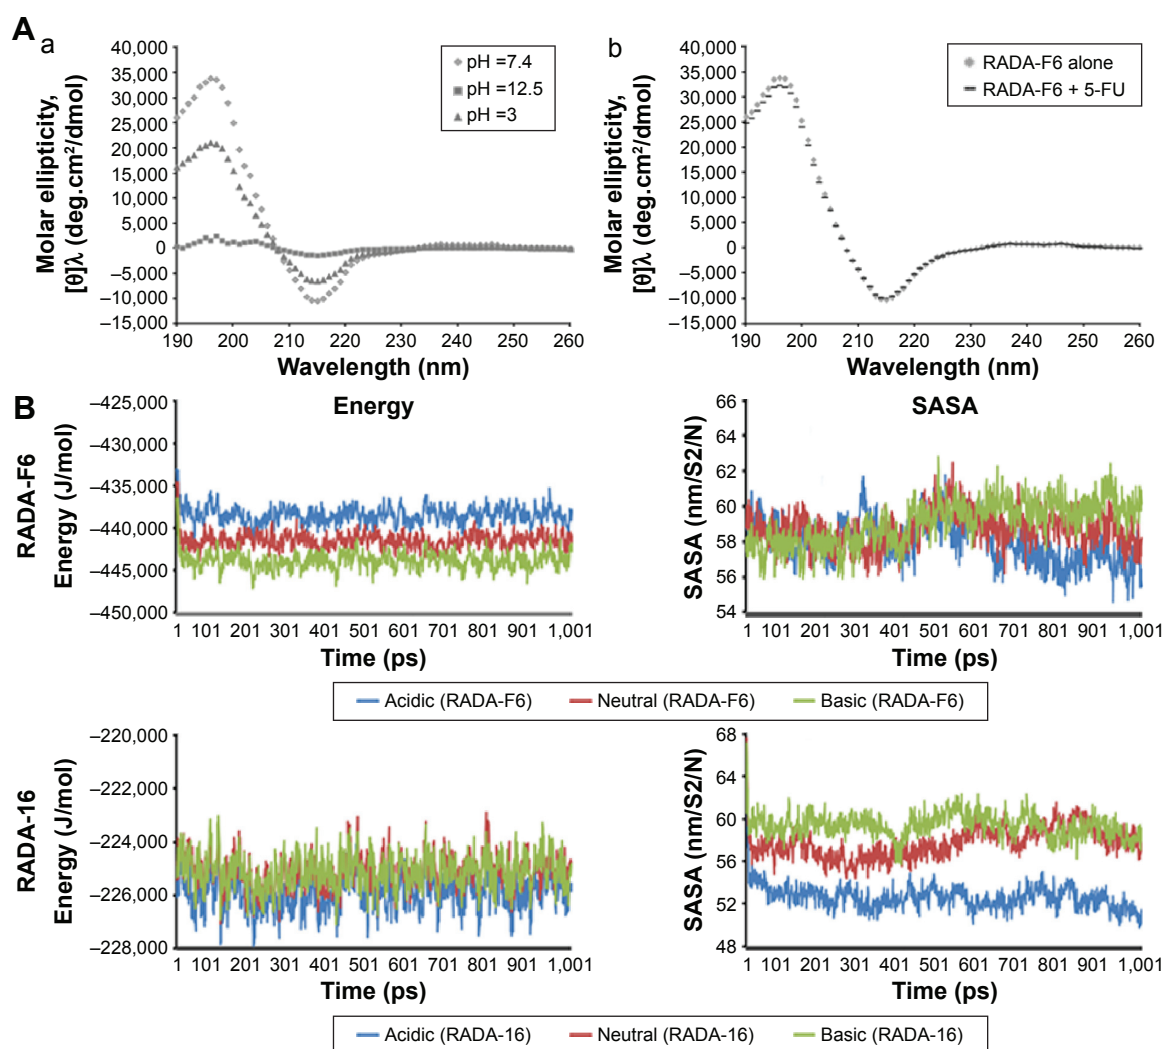 A
a
40,000
35,000
30,000
25,000
20,000
15,000
10,000
5,000
0
–5,000
–10,000
–15,000
Molar ellipticity,
[θ]λ (deg.cm²/dmol)
pH =7.4
pH =12.5
pH =3
190 200 210 220 230 240 250 260
Wavelength (nm)
b
40,000
35,000
30,000
25,000
20,000
15,000
10,000
5,000
0
–5,000
–10,000
–15,000
Molar ellipticity,
[θ]λ (deg.cm²/dmol)
RADA-F6 alone
RADA-F6 + 5-FU
190 200 210 220 230 240 250 260
Wavelength (nm)
B
Energy
RADA-F6
Energy (J/mol)
–425,000
–430,000
–435,000
–440,000
–445,000
–450,000
1 101 201 301 401 501 601 701 801 901 1,001
Time (ps)
SASA
SASA (nm/S2/N)
66
64
62
60
58
56
54
1 101 201 301 401 501 601 701 801 901 1,001
Time (ps)
Acidic (RADA-F6) Neutral (RADA-F6) Basic (RADA-F6)
RADA-16
Energy (J/mol)
–220,000
–222,000
–224,000
–226,000
–228,000
1 101 201 301 401 501 601 701 801 901 1,001
Time (ps)
SASA (nm/S2/N)
68
64
60
56
52
48
1 101 201 301 401 501 601 701 801 901 1,001
Time (ps)
Acidic (RADA-16) Neutral (RADA-16) Basic (RADA-16)